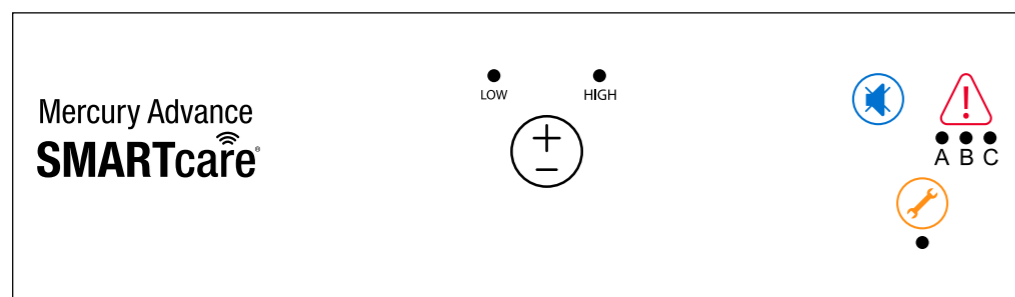 LOW HIGH
Mercury Advance
SMARTcare®
+
−
A B C